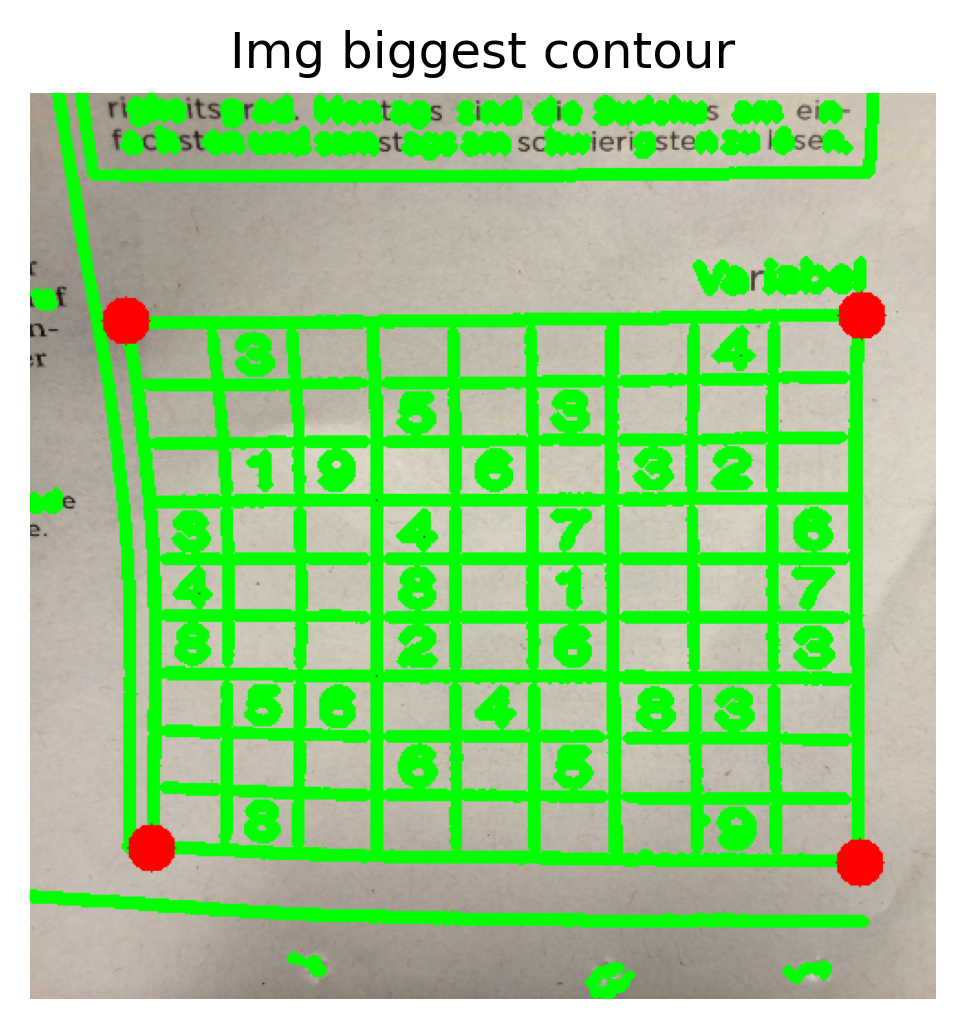 Img biggest contour
rigkeitsgrad. Montags sind die Sudokus am ein-
fachsten und samstags am schwierigsten zu lösen.
Variabel
r
f
n-
er
3 4
5 3
1 9 6 3 2
e
3 4 7 6
e.
4 8 1 7
8 2 6 3
5 6 4 8 3
6 5
8 9